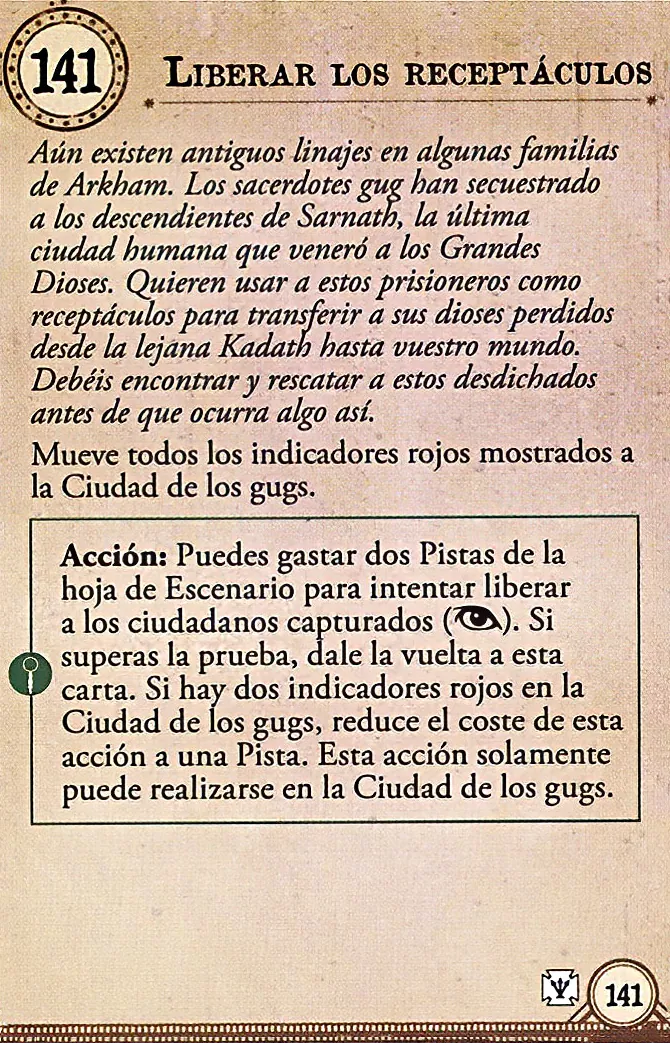 141
LIBERAR LOS RECEPTÁCULOS
Aún existen antiguos linajes en algunas familias
de Arkham. Los sacerdotes gug han secuestrado
a los descendientes de Sarnath, la última
ciudad humana que veneró a los Grandes
Dioses. Quieren usar a estos prisioneros como
receptáculos para transferir a sus dioses perdidos
desde la lejana Kadath hasta vuestro mundo.
Debéis encontrar y rescatar a estos desdichados
antes de que ocurra algo así.
Mueve todos los indicadores rojos mostrados a
la Ciudad de los gugs.
Acción: Puedes gastar dos Pistas de la
hoja de Escenario para intentar liberar
a los ciudadanos capturados (). Si
superas la prueba, dale la vuelta a esta
carta. Si hay dos indicadores rojos en la
Ciudad de los gugs, reduce el coste de esta
acción a una Pista. Esta acción solamente
puede realizarse en la Ciudad de los gugs.
141